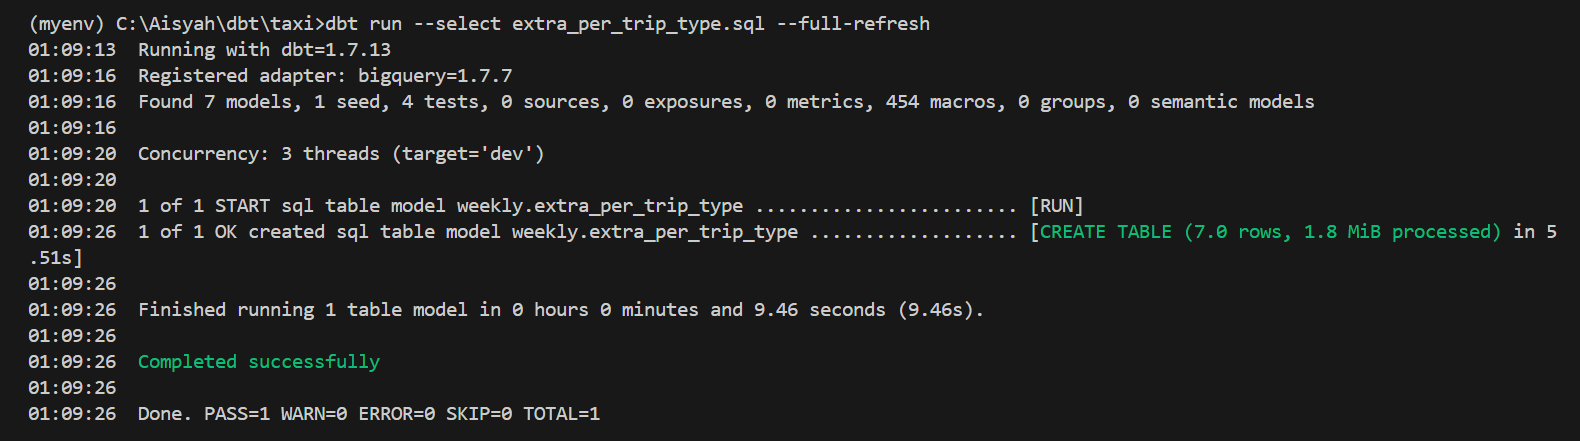 (myenv) C:\Aisyah\dbt\taxi>dbt run --select extra_per_trip_type.sql --full-refresh
01:09:13  Running with dbt=1.7.13
01:09:16  Registered adapter: bigquery=1.7.7
01:09:16  Found 7 models, 1 seed, 4 tests, 0 sources, 0 exposures, 0 metrics, 454 macros, 0 groups, 0 semantic models
01:09:16
01:09:20  Concurrency: 3 threads (target='dev')
01:09:20
01:09:20  1 of 1 START sql table model weekly.extra_per_trip_type ........................ [RUN]
01:09:26  1 of 1 OK created sql table model weekly.extra_per_trip_type ................... [CREATE TABLE (7.0 rows, 1.8 MiB processed) in 5
.51s]
01:09:26
01:09:26  Finished running 1 table model in 0 hours 0 minutes and 9.46 seconds (9.46s).
01:09:26
01:09:26  Completed successfully
01:09:26
01:09:26  Done. PASS=1 WARN=0 ERROR=0 SKIP=0 TOTAL=1